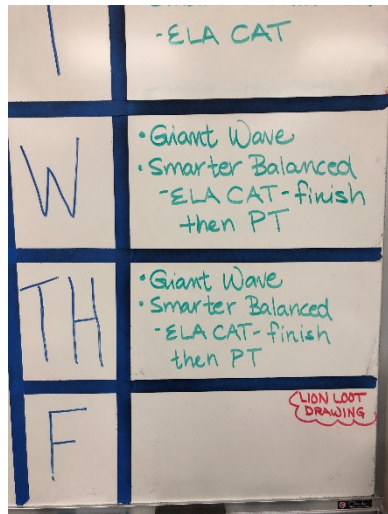 T
-ELA CAT
W
• Giant Wave
• Smarter Balanced
-ELA CAT - finish
then PT
TH
• Giant Wave
• Smarter Balanced
-ELA CAT - finish
then PT
F
LION LOOT
DRAWING